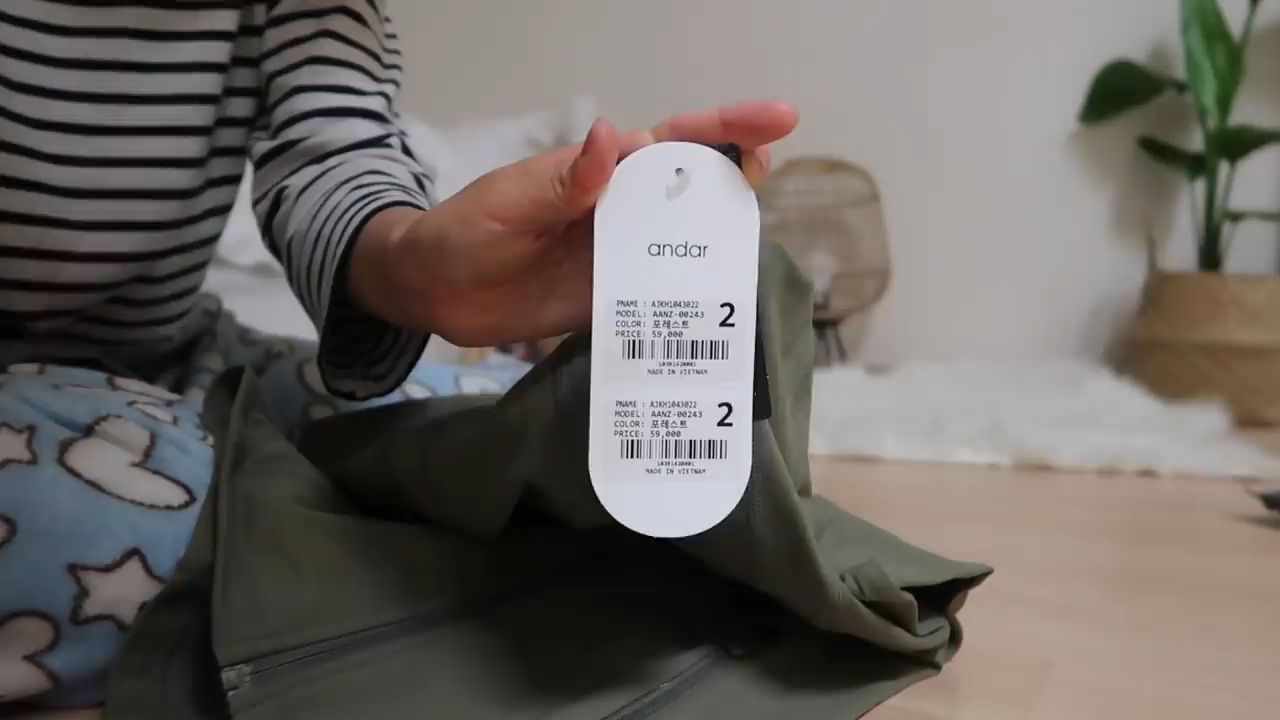 andar
PNAME : AJKH1043022
MODEL: AANZ-00243
COLOR: 포레스트
PRICE: 59,000
2
MADE IN VIETNAM
PNAME : AJKH1043022
MODEL: AANZ-00243
COLOR: 포레스트
PRICE: 59,000
2
MADE IN VIETNAM